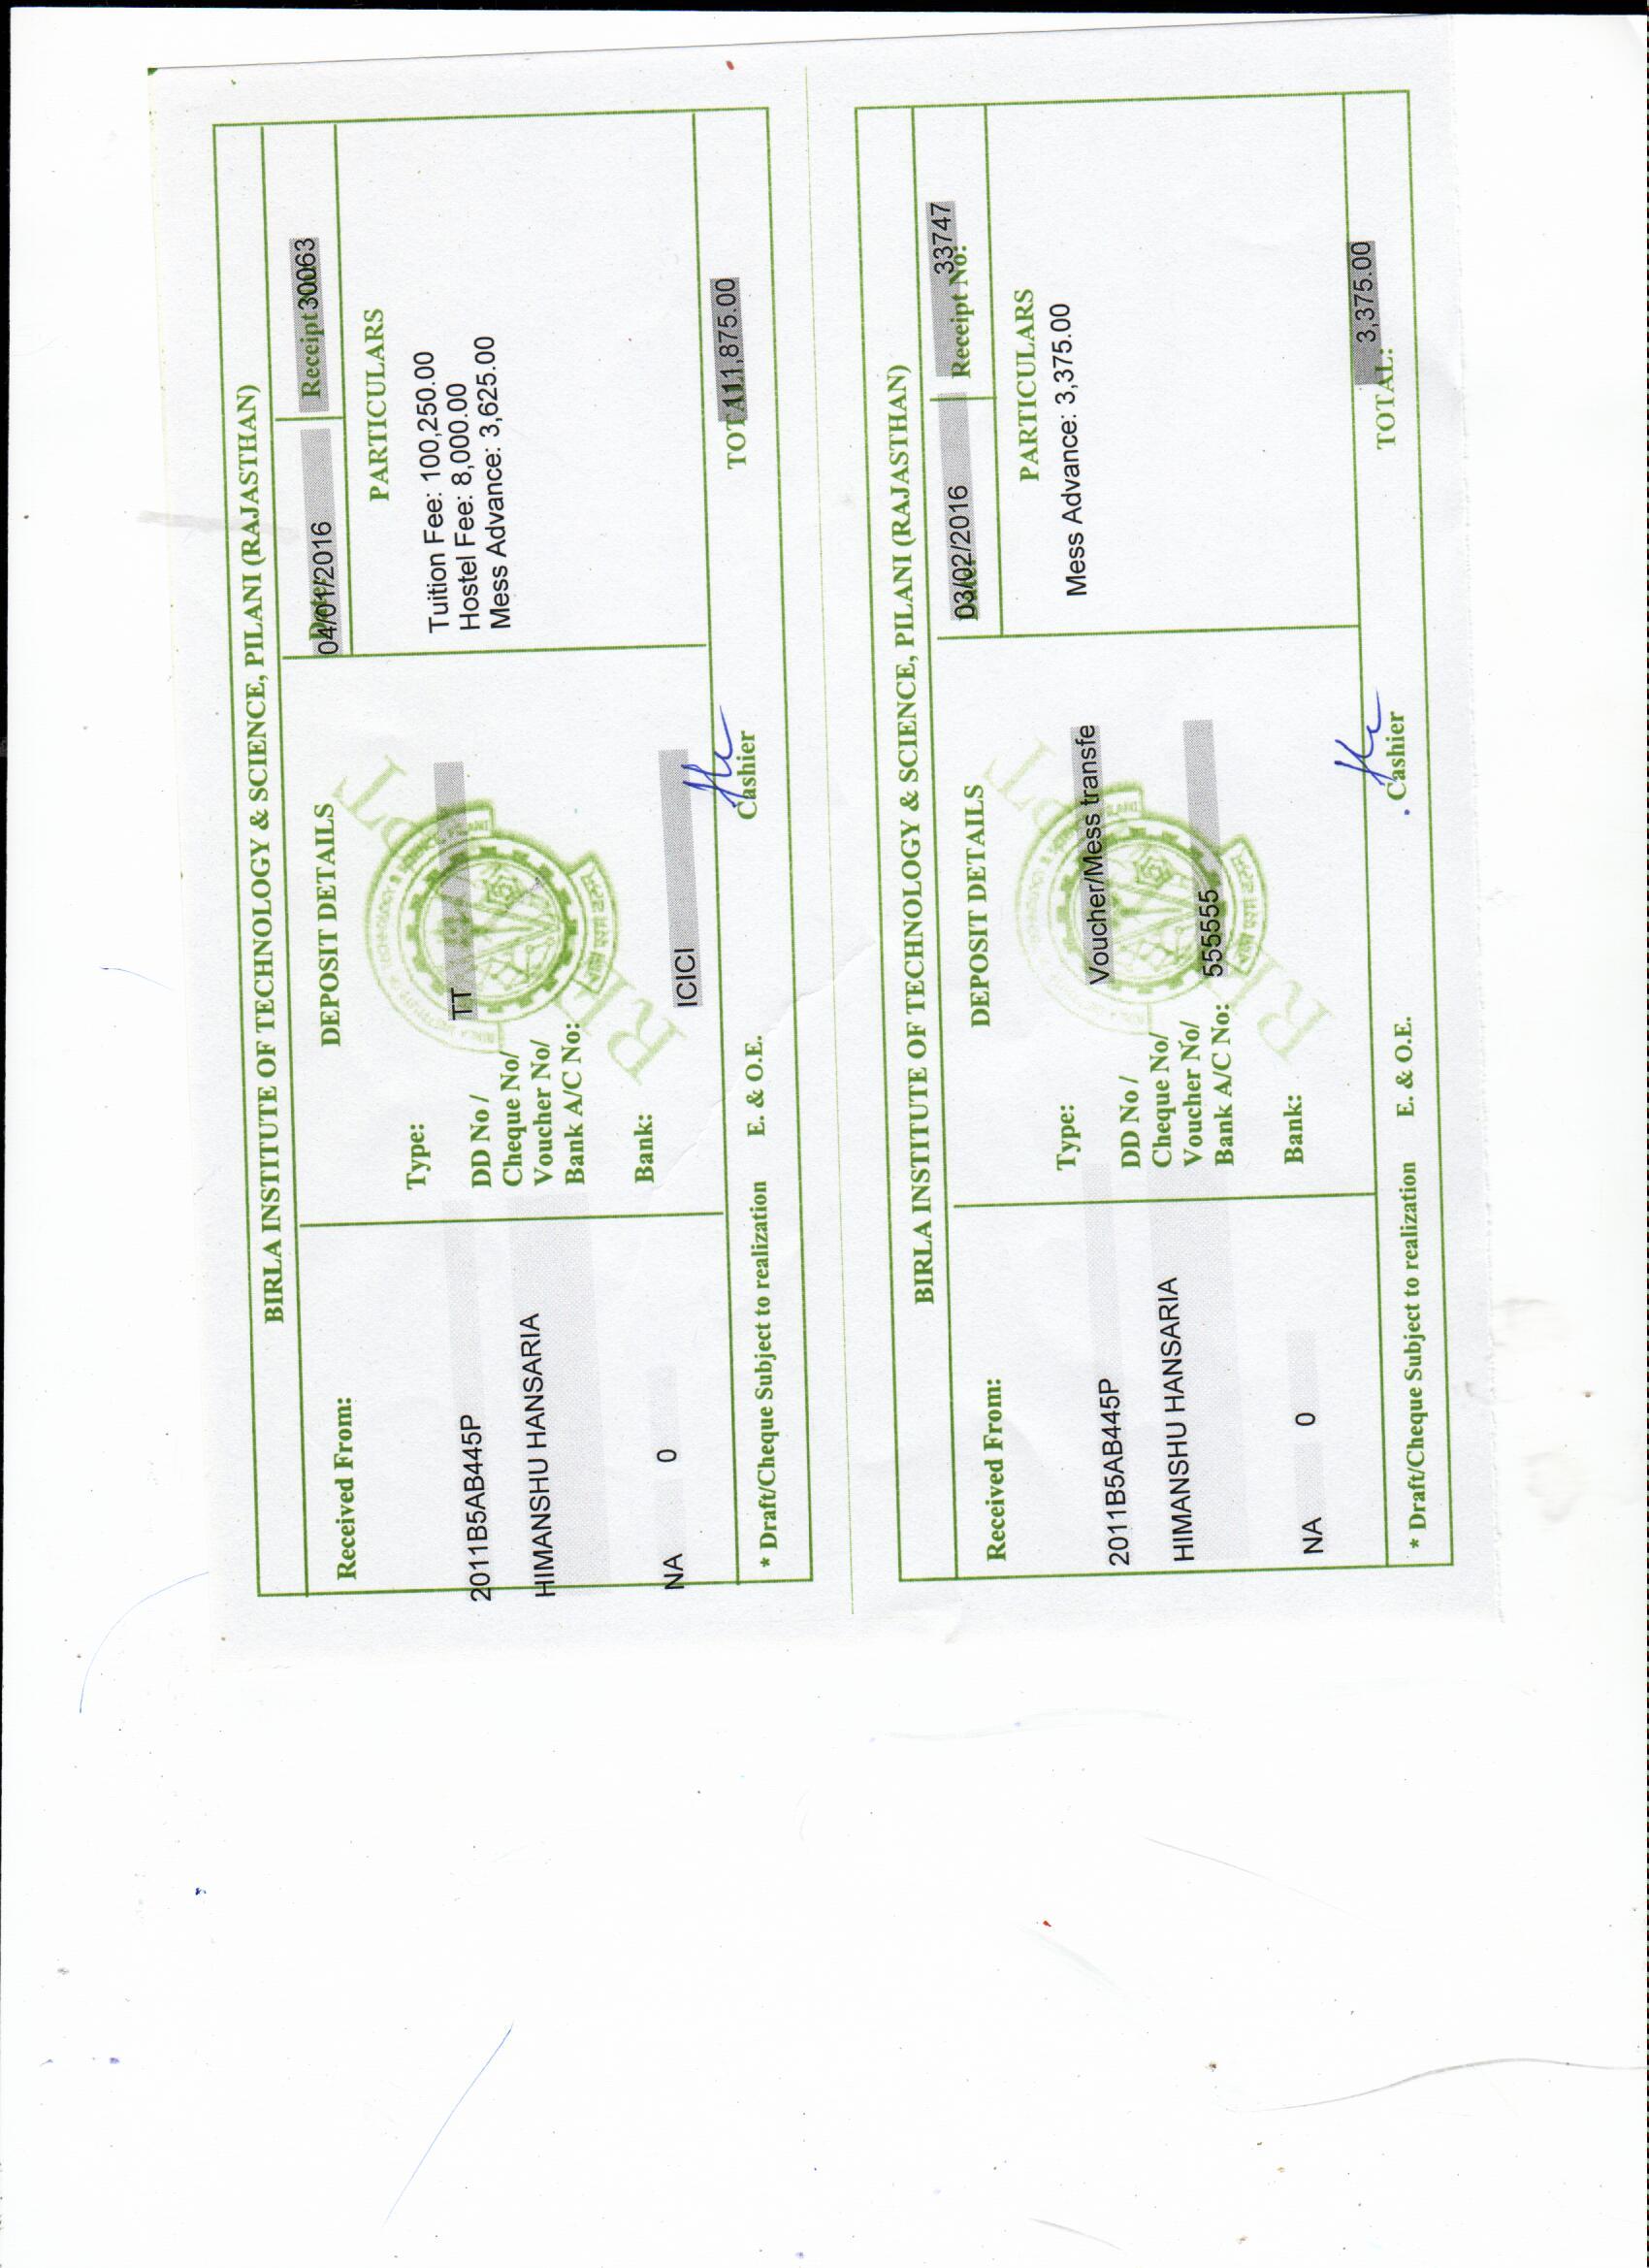 BIRLA INSTITUTE OF TECHNOLOGY & SCIENCE, PILANI (RAJASTHAN)
Received From:
2011B5AB445P
HIMANSHU HANSARIA
NA 0
DEPOSIT DETAILS
Type: TT
DD No /
Cheque No/
Voucher No/
Bank A/C No:
Bank: ICICI
04/01/2016
Receipt 30063
PARTICULARS
Tuition Fee: 100,250.00
Hostel Fee: 8,000.00
Mess Advance: 3,625.00
* Draft/Cheque Subject to realization E. & O.E. Cashier
111,875.00
BIRLA INSTITUTE OF TECHNOLOGY & SCIENCE, PILANI (RAJASTHAN)
Received From:
2011B5AB445P
HIMANSHU HANSARIA
NA 0
DEPOSIT DETAILS
Type: Voucher/Mess transfe
DD No /
Cheque No/
Voucher No/
Bank A/C No: 555555
Bank:
03/02/2016
Receipt No: 33747
PARTICULARS
Mess Advance: 3,375.00
* Draft/Cheque Subject to realization E. & O.E. Cashier TOTAL: 3,375.00